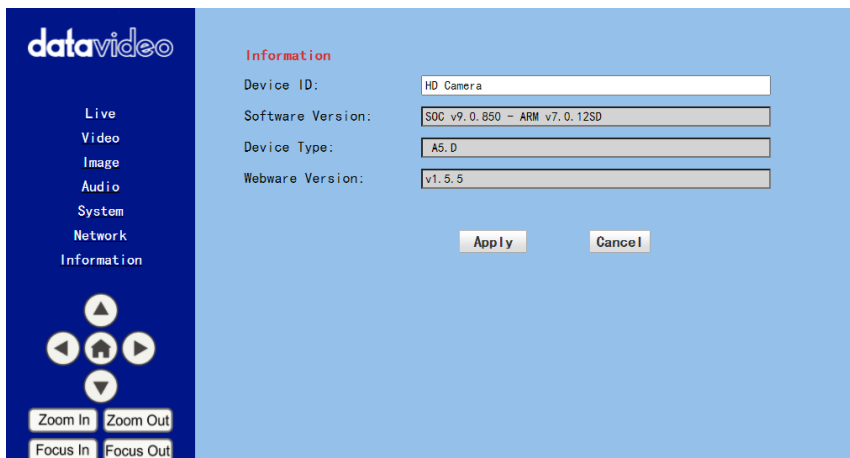 datavideo
Live
Video
Image
Audio
System
Network
Information
Zoom In Zoom Out
Focus In Focus Out
Information
Device ID: HD Camera
Software Version: SOC v9.0.850 - ARM v7.0.12SD
Device Type: A5.D
Webware Version: v1.5.5
Apply Cancel